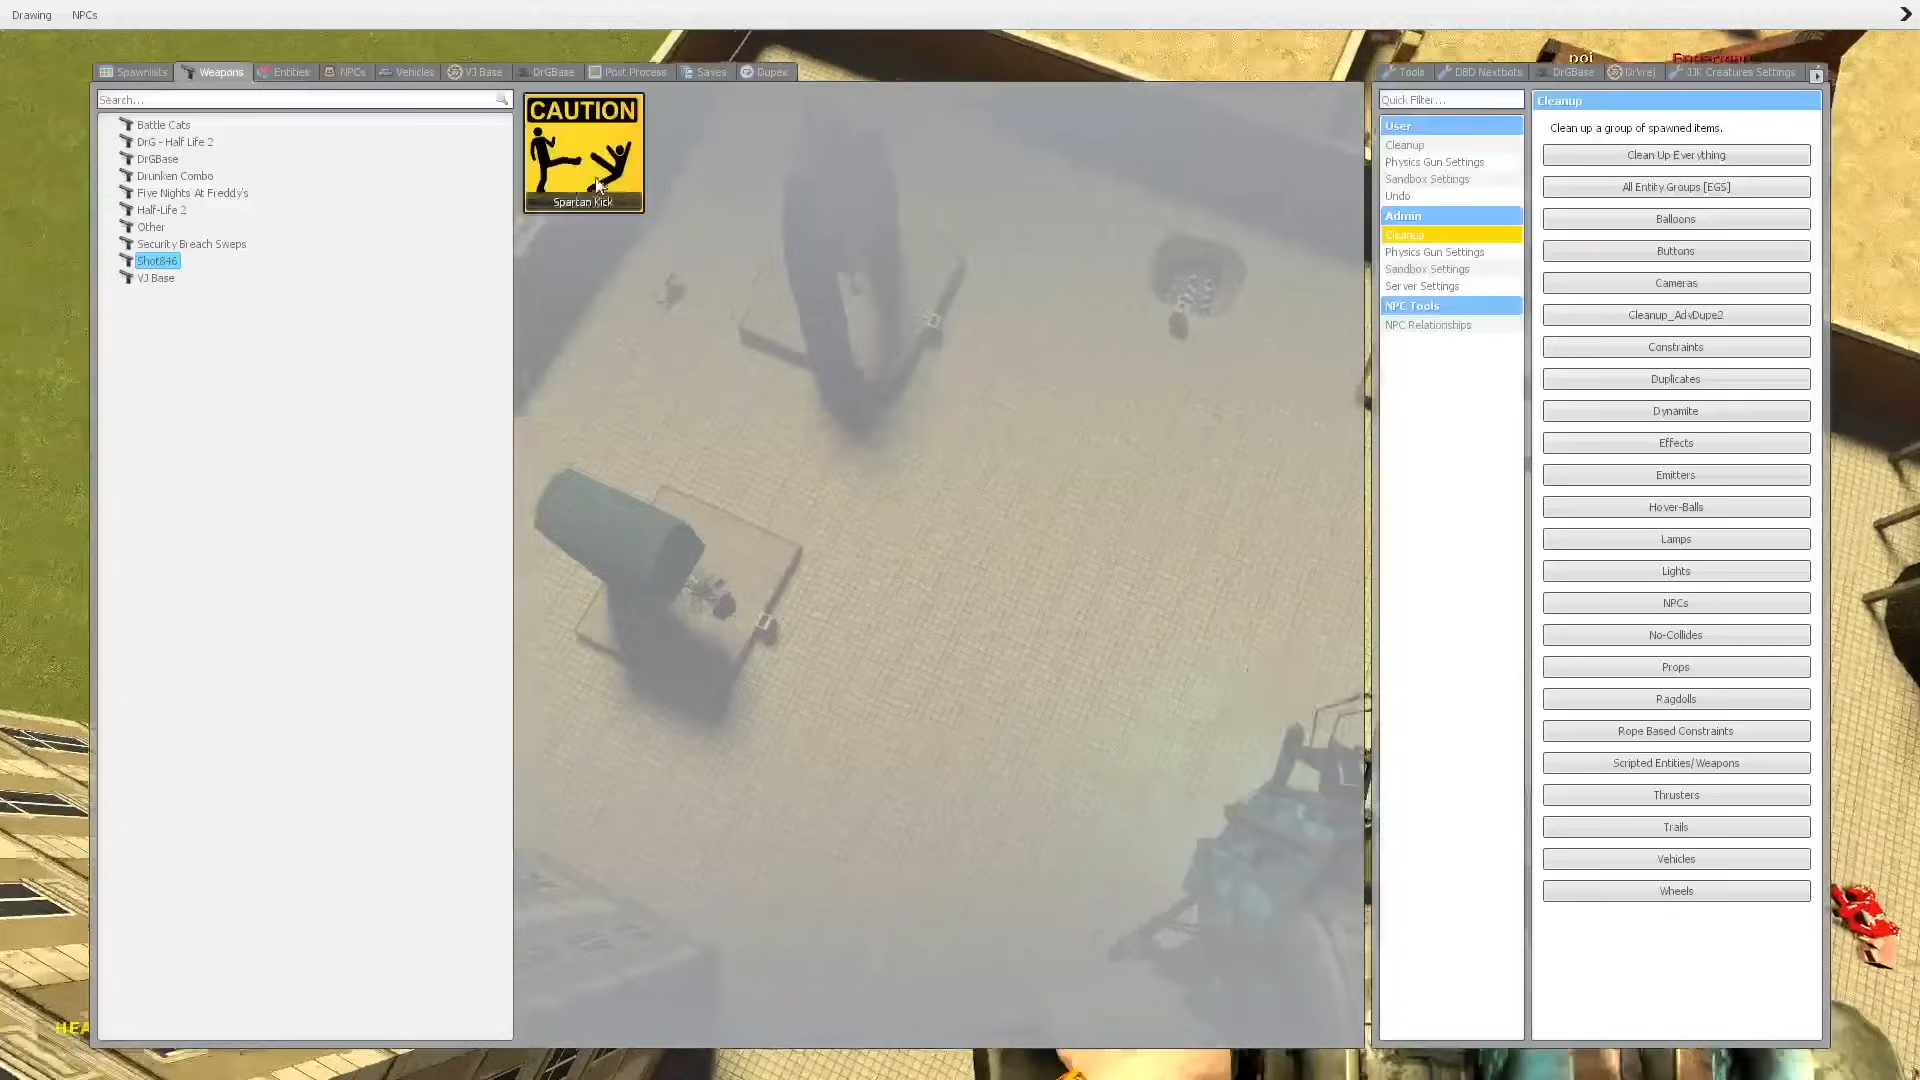 Drawing NPCs
poi Endermen
Spawnlists Weapons Entities NPCs Vehicles VJ Base DrGBase Post Process Saves Dupes
Tools DBD Nextbots DrGBase DrVrej JJK Creatures Settings
Search...
Battle Cats
DrG - Half Life 2
DrGBase
Drunken Combo
Five Nights At Freddy's
Half-Life 2
Other
Security Breach Sweps
Shot846
VJ Base
CAUTION
Spartan Kick
Quick Filter...
User
Cleanup
Physics Gun Settings
Sandbox Settings
Undo
Admin
Cleanup
Physics Gun Settings
Sandbox Settings
Server Settings
NPC Tools
NPC Relationships
Cleanup
Clean up a group of spawned items.
Clean Up Everything
All Entity Groups [EGS]
Balloons
Buttons
Cameras
Cleanup_AdvDupe2
Constraints
Duplicates
Dynamite
Effects
Emitters
Hover-Balls
Lamps
Lights
NPCs
No-Collides
Props
Ragdolls
Rope Based Constraints
Scripted Entities/Weapons
Thrusters
Trails
Vehicles
Wheels
HEA